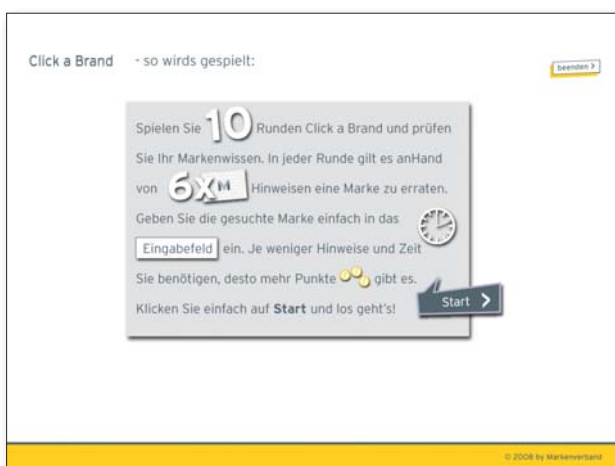 Click a Brand - so wirds gespielt:
beenden >
Spielen Sie 10 Runden Click a Brand und prüfen
Sie Ihr Markenwissen. In jeder Runde gilt es anHand
von 6x M Hinweisen eine Marke zu erraten.
Geben Sie die gesuchte Marke einfach in das
Eingabefeld ein. Je weniger Hinweise und Zeit
Sie benötigen, desto mehr Punkte gibt es.
Klicken Sie einfach auf Start und los geht's!
Start >
© 2008 by Markenverband